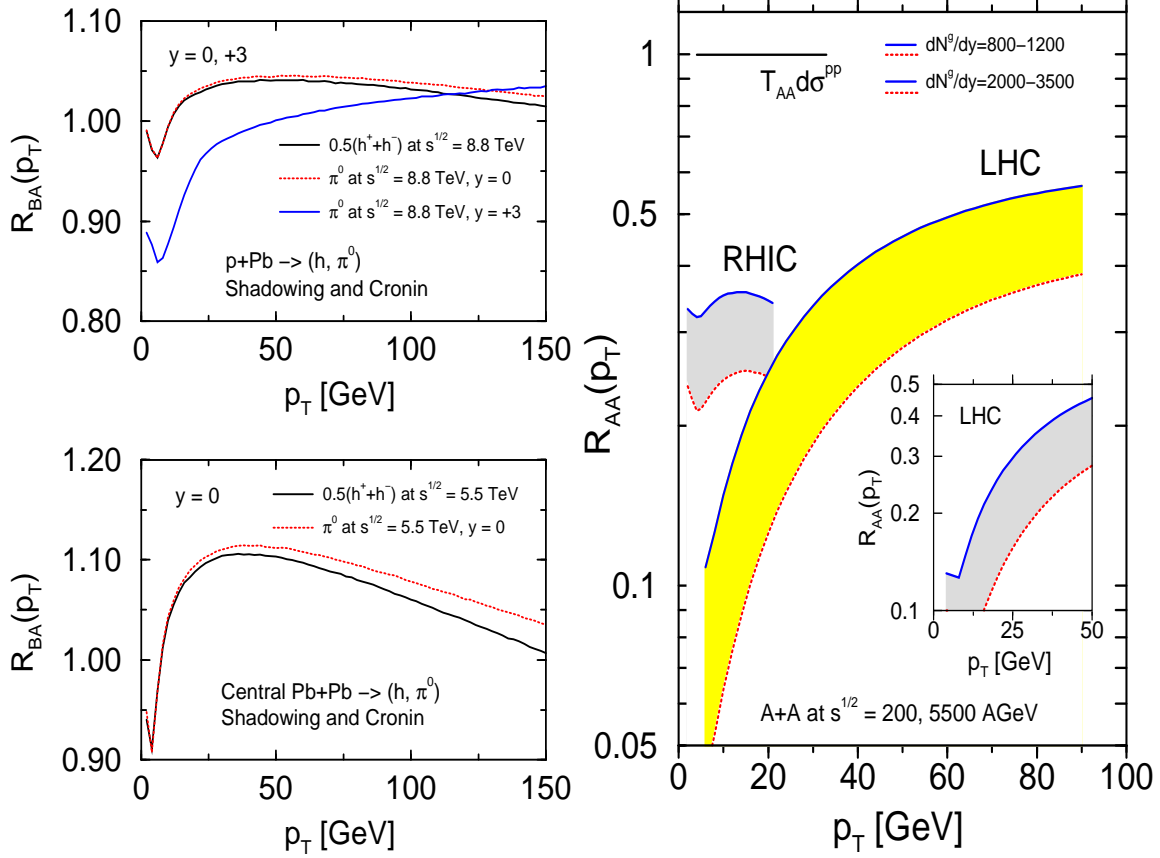 1.10
1.00
0.90
0.80
R_BA(p_T)
y = 0, +3
0.5(h⁺+h⁻) at s^1/2 = 8.8 TeV
π⁰ at s^1/2 = 8.8 TeV, y = 0
π⁰ at s^1/2 = 8.8 TeV, y = +3
p+Pb –> (h, π⁰)
Shadowing and Cronin
0 50 100 150
p_T [GeV]
1.20
1.10
1.00
0.90
R_BA(p_T)
y = 0
0.5(h⁺+h⁻) at s^1/2 = 5.5 TeV
π⁰ at s^1/2 = 5.5 TeV, y = 0
Central Pb+Pb –> (h, π⁰)
Shadowing and Cronin
0 50 100 150
p_T [GeV]
1
0.5
0.1
0.05
R_AA(p_T)
T_AA dσ^pp
dN^g/dy=800–1200
dN^g/dy=2000–3500
LHC
RHIC
0.5
0.4
0.3
0.2
0.1
R_AA(p_T)
LHC
0 25 50
p_T [GeV]
A+A at s^1/2 = 200, 5500 AGeV
0 20 40 60 80 100
p_T [GeV]